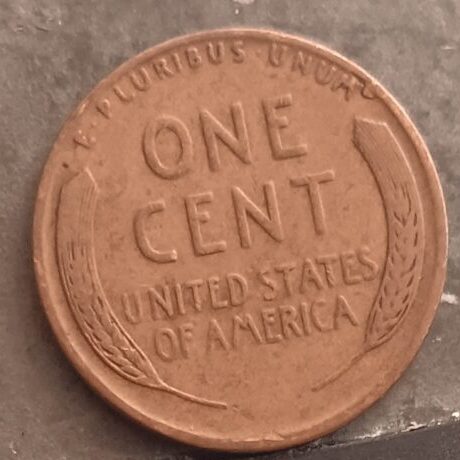 E · PLURIBUS · UNUM
ONE
CENT
UNITED STATES
OF AMERICA